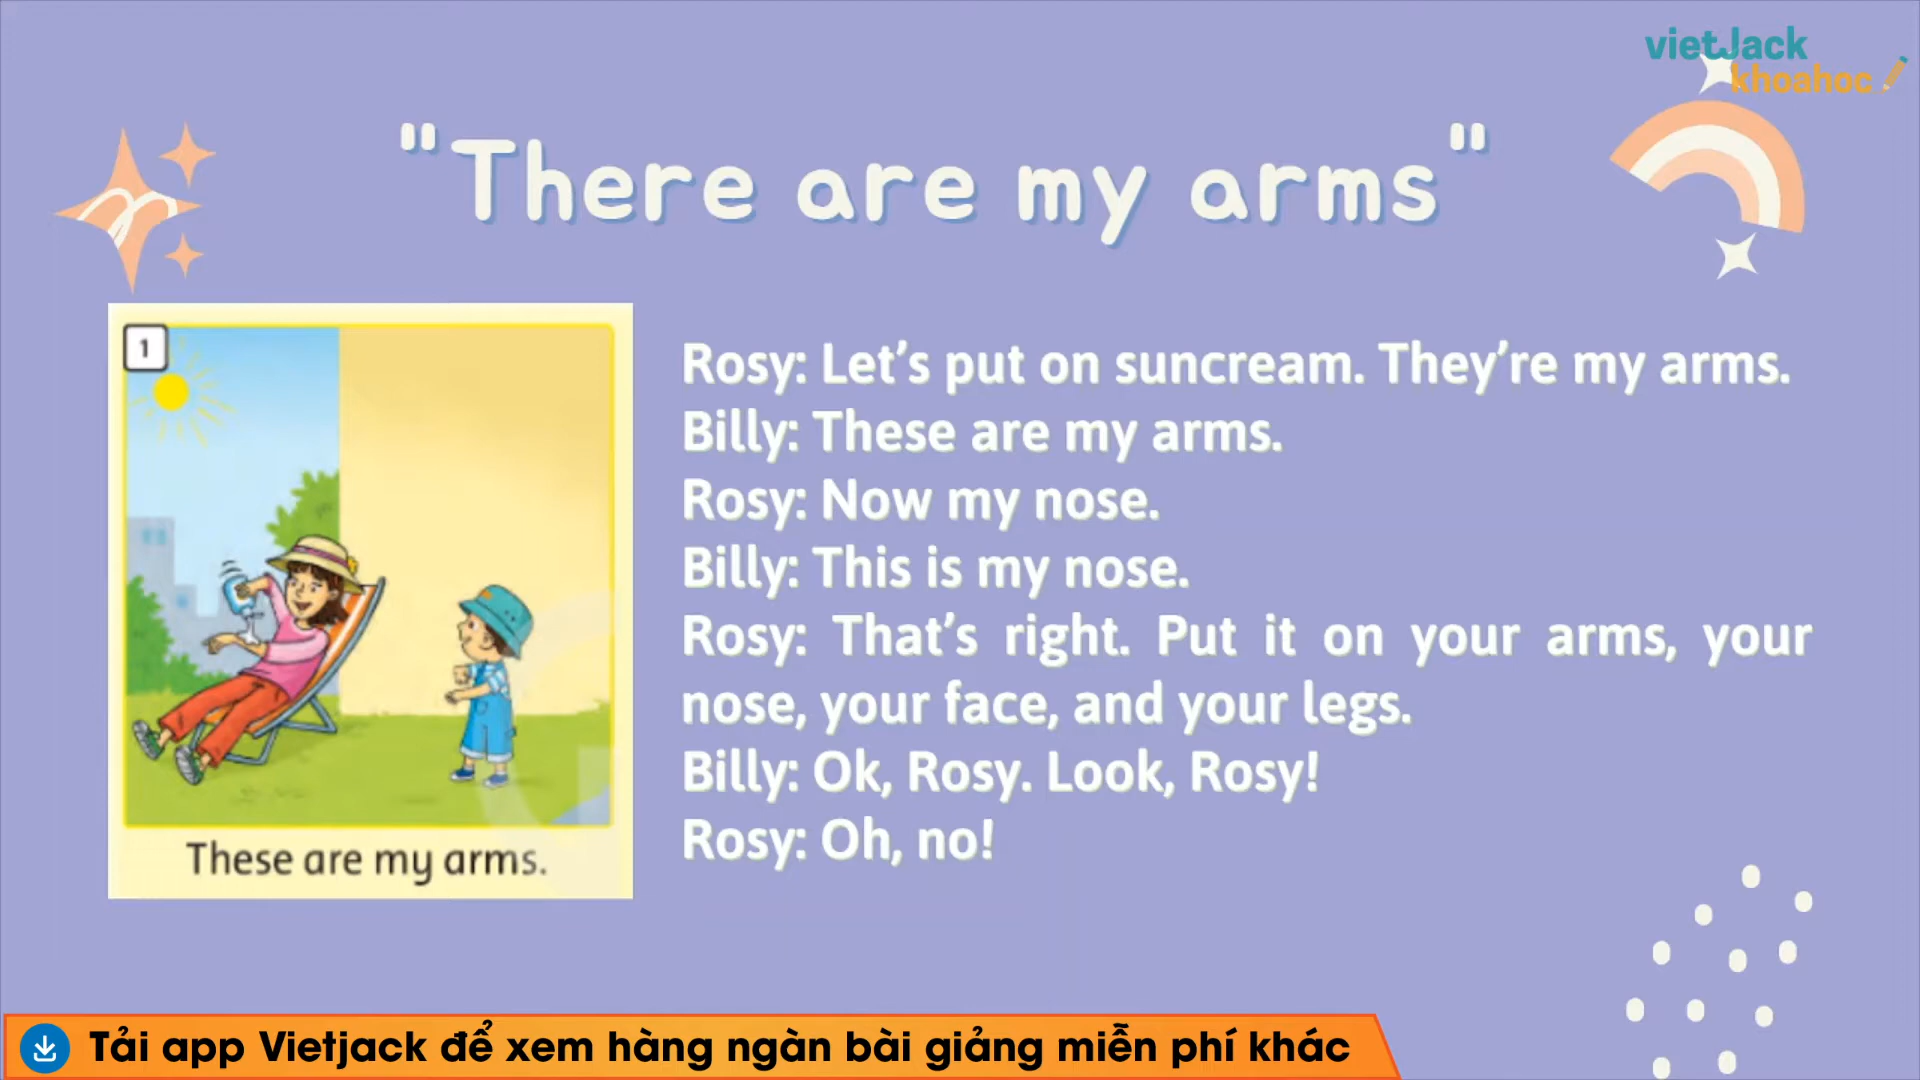 vietJack
khoahoc
"There are my arms"
1
These are my arms.
Rosy: Let's put on suncream. They're my arms.
Billy: These are my arms.
Rosy: Now my nose.
Billy: This is my nose.
Rosy: That's right. Put it on your arms, your
nose, your face, and your legs.
Billy: Ok, Rosy. Look, Rosy!
Rosy: Oh, no!
Tải app Vietjack để xem hàng ngàn bài giảng miễn phí khác